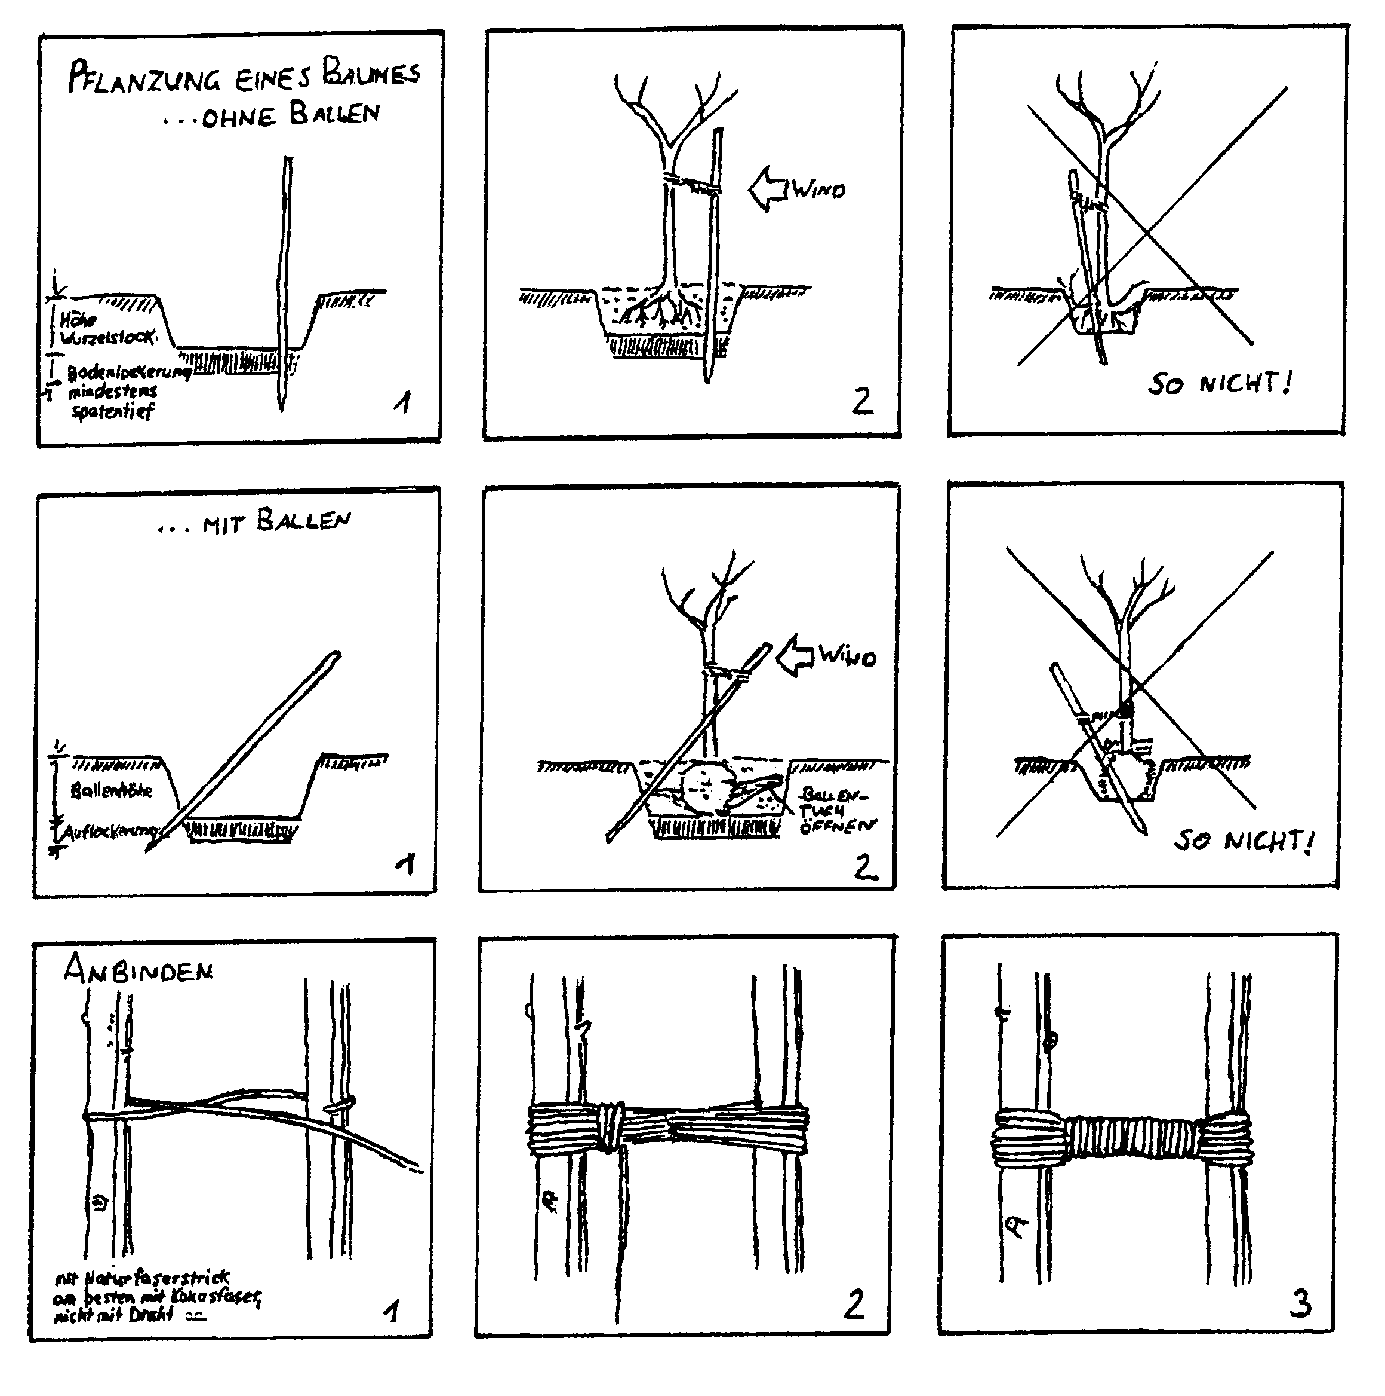 PFLANZUNG EINES BAUMES
...OHNE BALLEN
Höhe
Wurzelstock.
Bodenlockerung
mindestens
spatentief
1
WIND
2
SO NICHT!
... MIT BALLEN
Ballenhöhe
Auflockerung
1
WIND
BALLEN-
TUCH
ÖFFNEN
2
SO NICHT!
ANBINDEN
mit Naturfaserstrick
am besten mit Kokosfaser,
nicht mit Draht
1
2
3